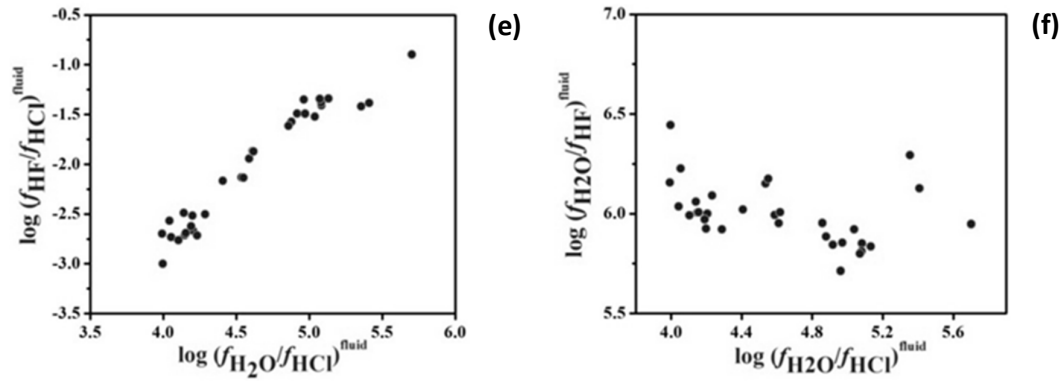 (e)
log (fHF/fHCl)fluid
-0.5
-1.0
-1.5
-2.0
-2.5
-3.0
-3.5
3.5 4.0 4.5 5.0 5.5 6.0
log (fH2O/fHCl)fluid
(f)
log (fH2O/fHF)fluid
7.0
6.5
6.0
5.5
4.0 4.4 4.8 5.2 5.6
log (fH2O/fHCl)fluid